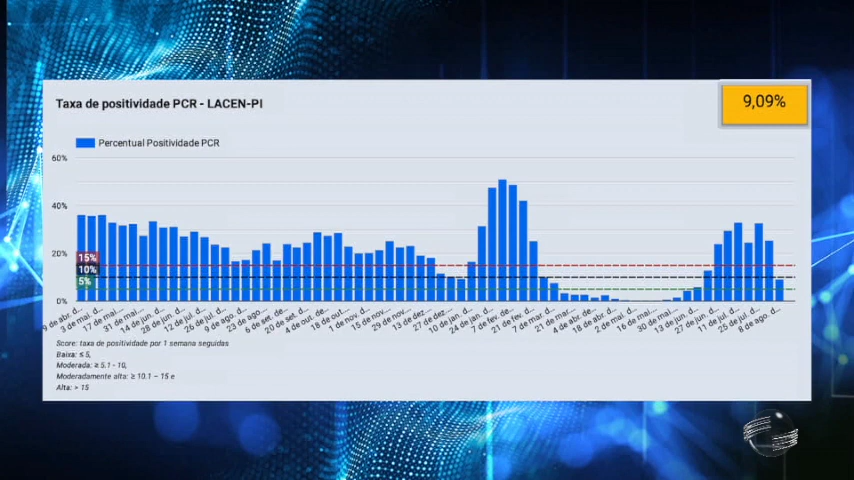 Taxa de positividade PCR - LACEN-PI
9,09%
Percentual Positividade PCR
60%
40%
20%
15%
10%
5%
0%
9 de abr. d... 3 de mai. d... 17 de mai.... 31 de mai.... 14 de jun.... 28 de jun.... 12 de jul. d... 26 de jul. d... 9 de ago. d... 23 de ago.... 6 de set. de... 20 de set. d... 4 de out. de... 18 de out.... 1 de nov. d... 15 de nov.... 29 de nov.... 13 de dez.... 27 de dez.... 10 de jan. d... 24 de jan. d... de fev. de... 21 de fev. d... de mar. d... 21 de mar.... 4 de abr. de... 18 de abr. d... 2 de mai. d... 16 de mai.... 30 de mai.... 13 de jun. d... 27 de jun. d... 11 de jul. d... 25 de jul. d... 8 de ago. d...
Score: taxa de positividade por 1 semana seguidas
Baixa: ≤ 5,
Moderada: ≥ 5.1 - 10,
Moderadamente alta: ≥ 10.1 – 15 e
Alta: > 15